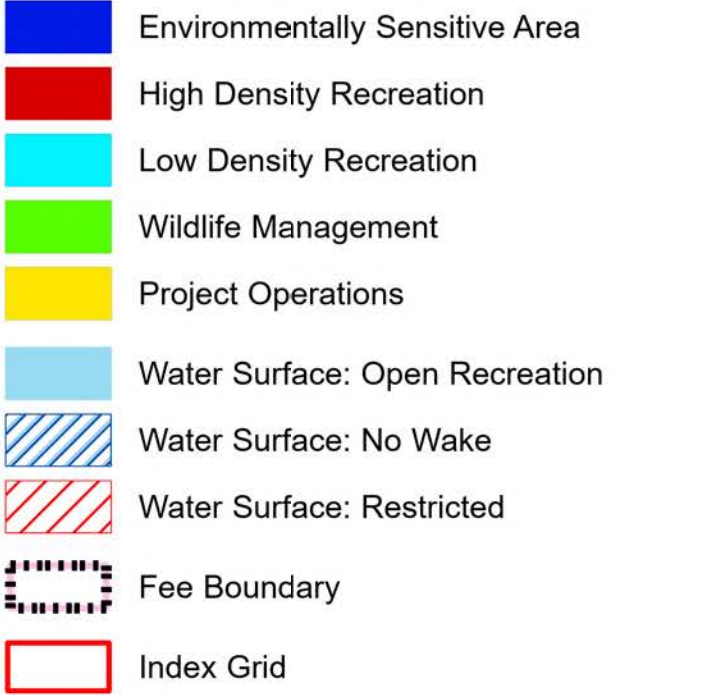 Environmentally Sensitive Area
High Density Recreation
Low Density Recreation
Wildlife Management
Project Operations
Water Surface: Open Recreation
Water Surface: No Wake
Water Surface: Restricted
Fee Boundary
Index Grid